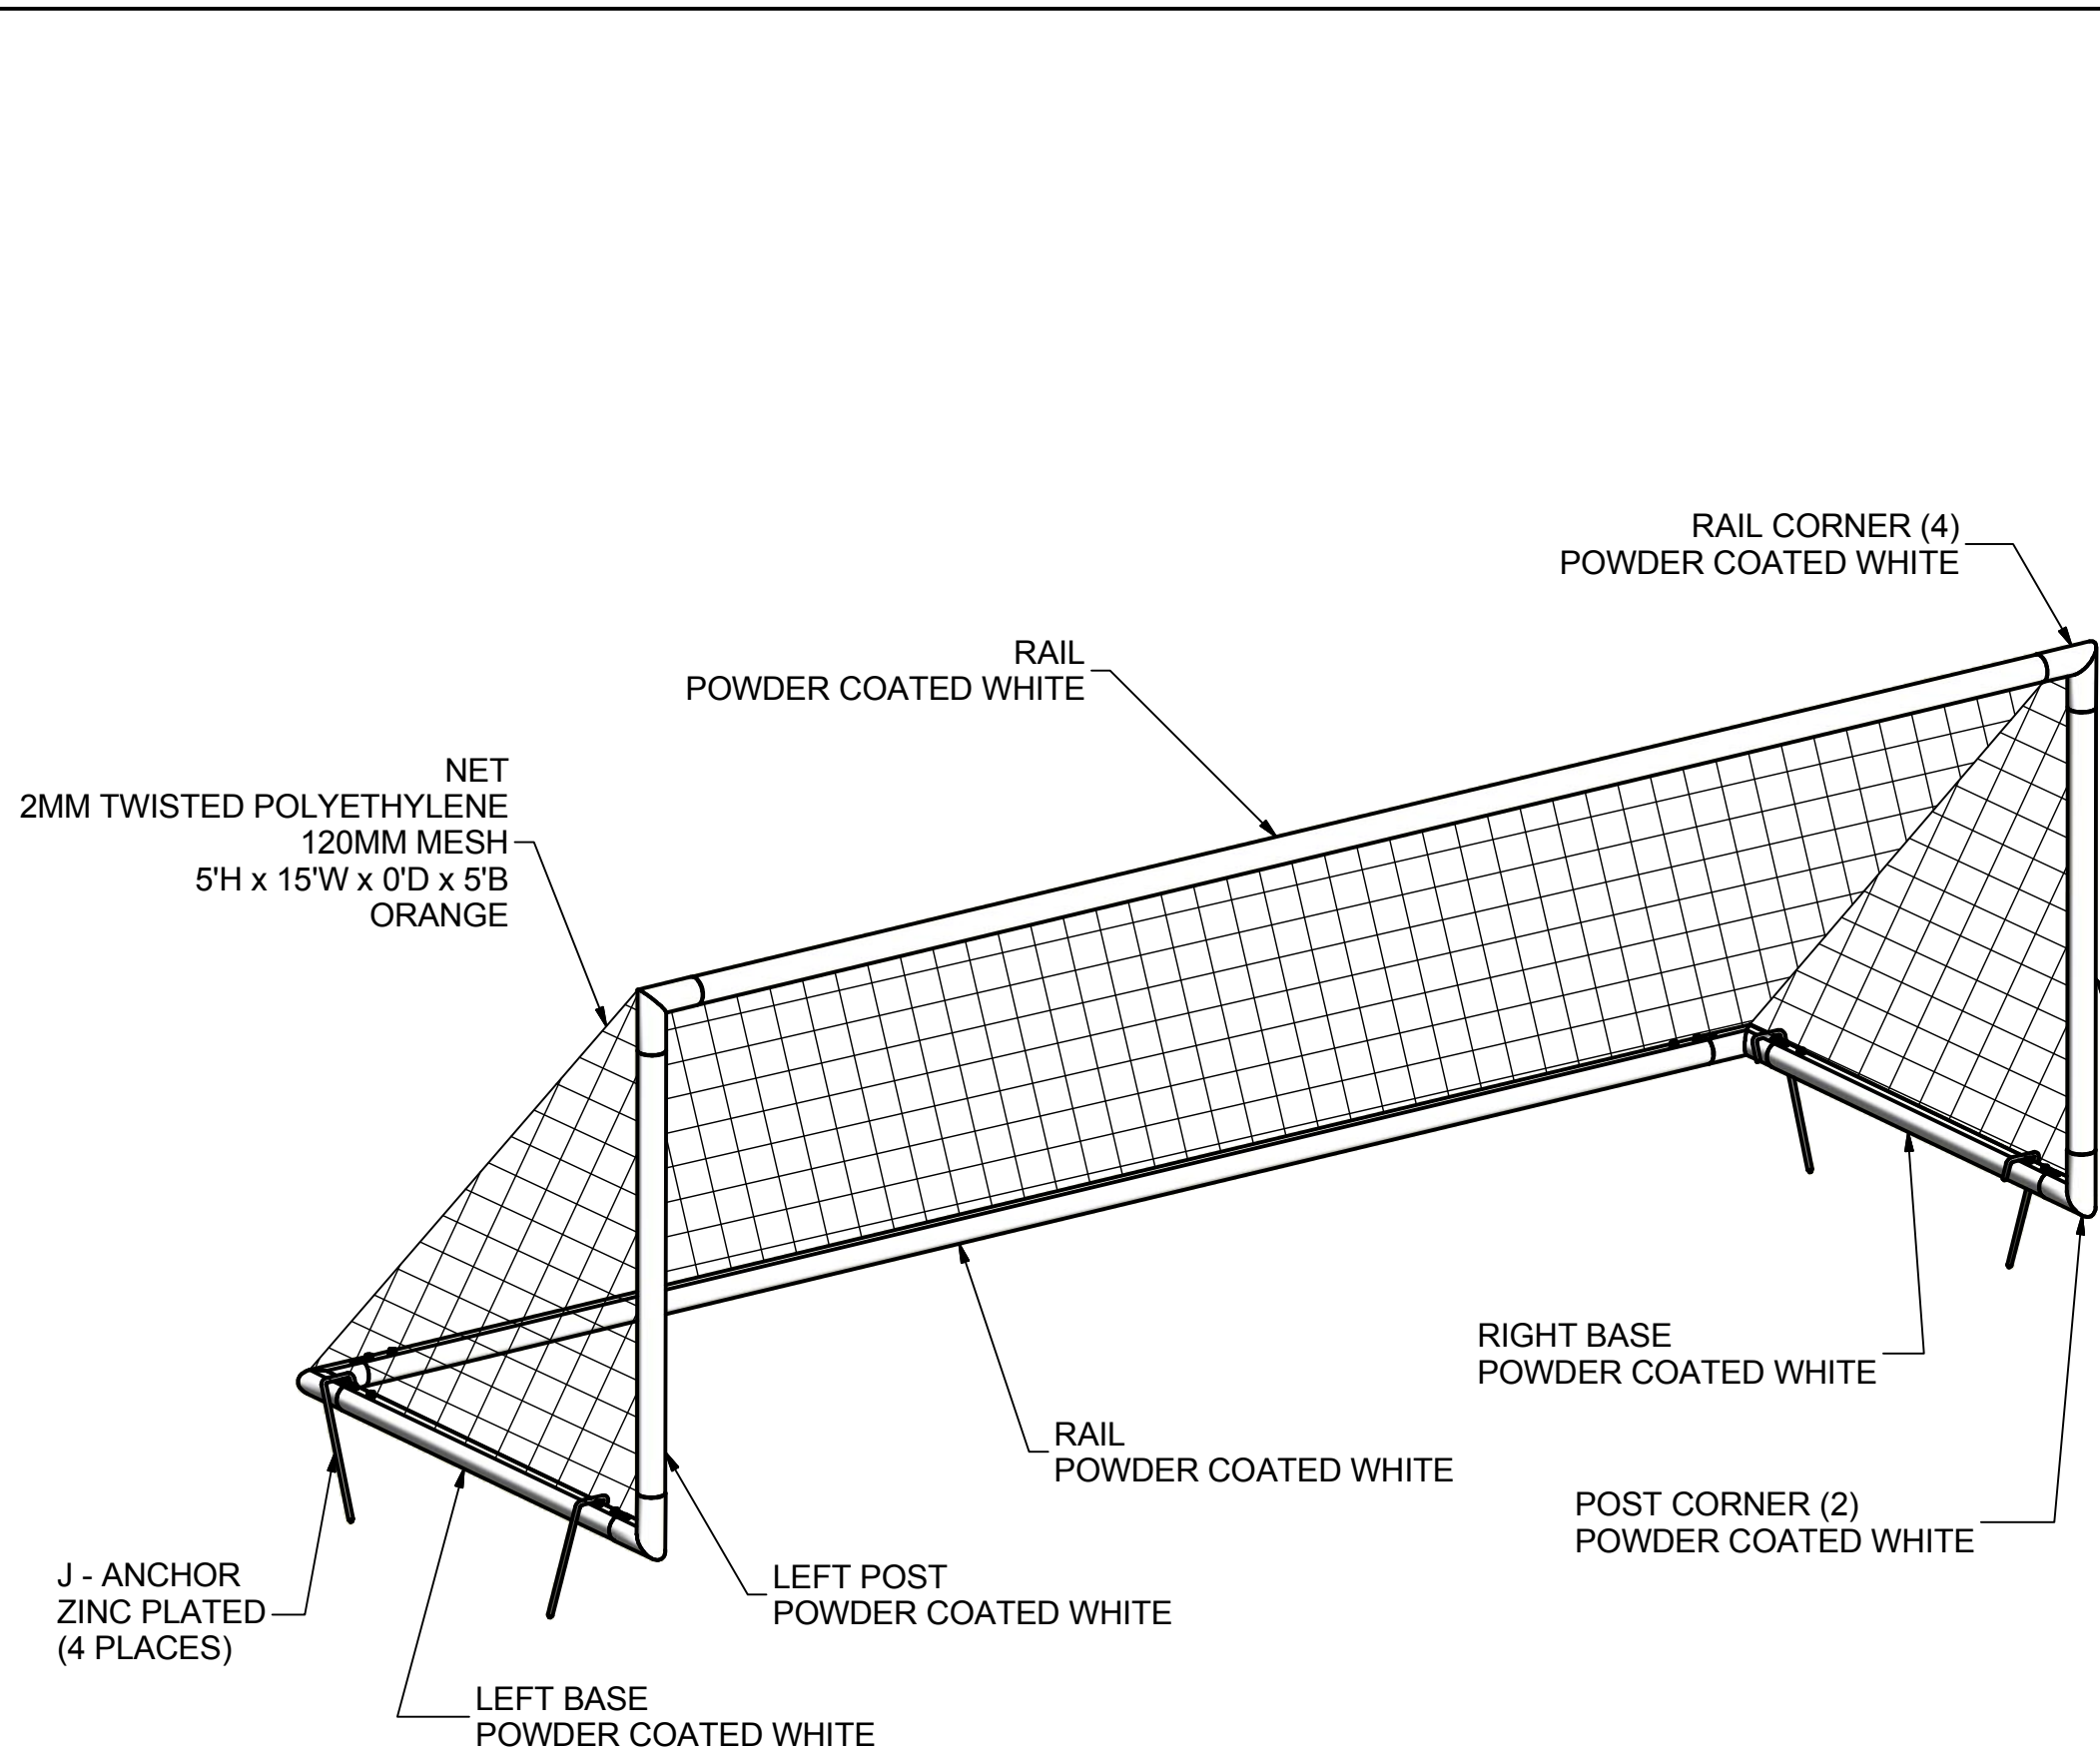 RAIL CORNER (4)
POWDER COATED WHITE
RAIL
POWDER COATED WHITE
NET
2MM TWISTED POLYETHYLENE
120MM MESH
5'H x 15'W x 0'D x 5'B
ORANGE
RIGHT BASE
POWDER COATED WHITE
RAIL
POWDER COATED WHITE
POST CORNER (2)
POWDER COATED WHITE
J - ANCHOR
ZINC PLATED
(4 PLACES)
LEFT POST
POWDER COATED WHITE
LEFT BASE
POWDER COATED WHITE